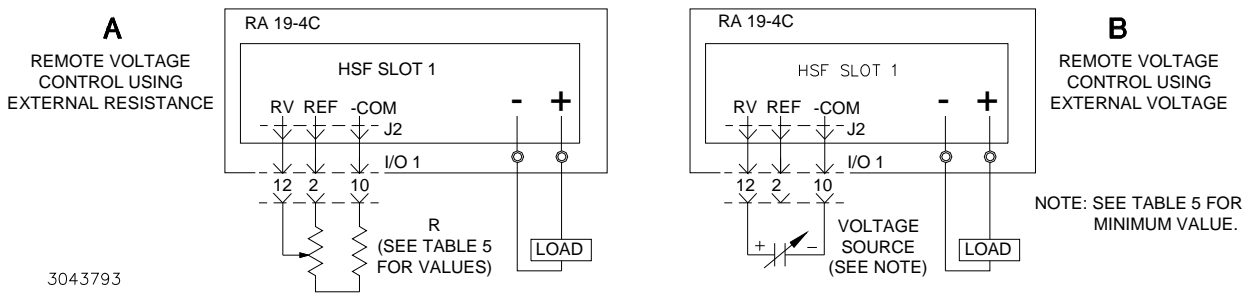 A
REMOTE VOLTAGE
CONTROL USING
EXTERNAL RESISTANCE
RA 19-4C
HSF SLOT 1
RV REF -COM
- +
J2
I/O 1
12 2 10
R
(SEE TABLE 5
FOR VALUES)
LOAD
3043793
RA 19-4C
HSF SLOT 1
RV REF -COM
- +
J2
I/O 1
12 2 10
+ –
VOLTAGE
SOURCE
(SEE NOTE)
LOAD
B
REMOTE VOLTAGE
CONTROL USING
EXTERNAL VOLTAGE
NOTE: SEE TABLE 5 FOR
MINIMUM VALUE.